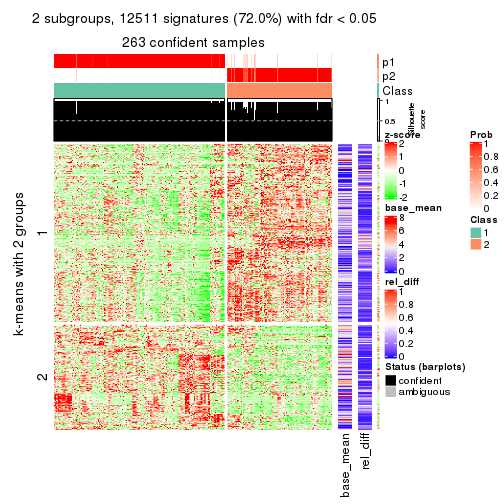 2 subgroups, 12511 signatures (72.0%) with fdr < 0.05
263 confident samples
p1
p2
Class
1
0.5
0
Silhouette
score
k-means with 2 groups
1
2
base_mean
rel_diff
z-score
2
1
0
-1
-2
base_mean
8
6
4
2
0
rel_diff
1
0.8
0.6
0.4
0.2
0
Status (barplots)
confident
ambiguous
Prob
1
0.8
0.6
0.4
0.2
0
Class
1
2